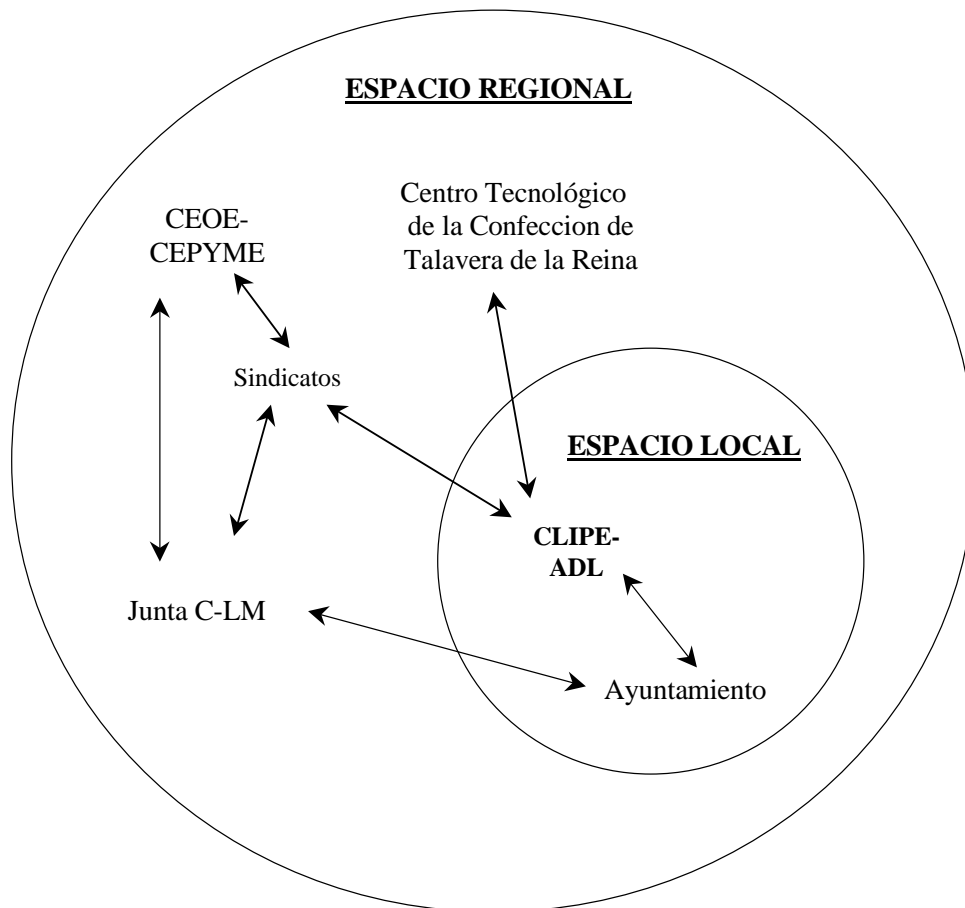 ESPACIO REGIONAL
Centro Tecnológico
de la Confeccion de
Talavera de la Reina
CEOE-
CEPYME
Sindicatos
ESPACIO LOCAL
CLIPE-
ADL
Junta C-LM
Ayuntamiento